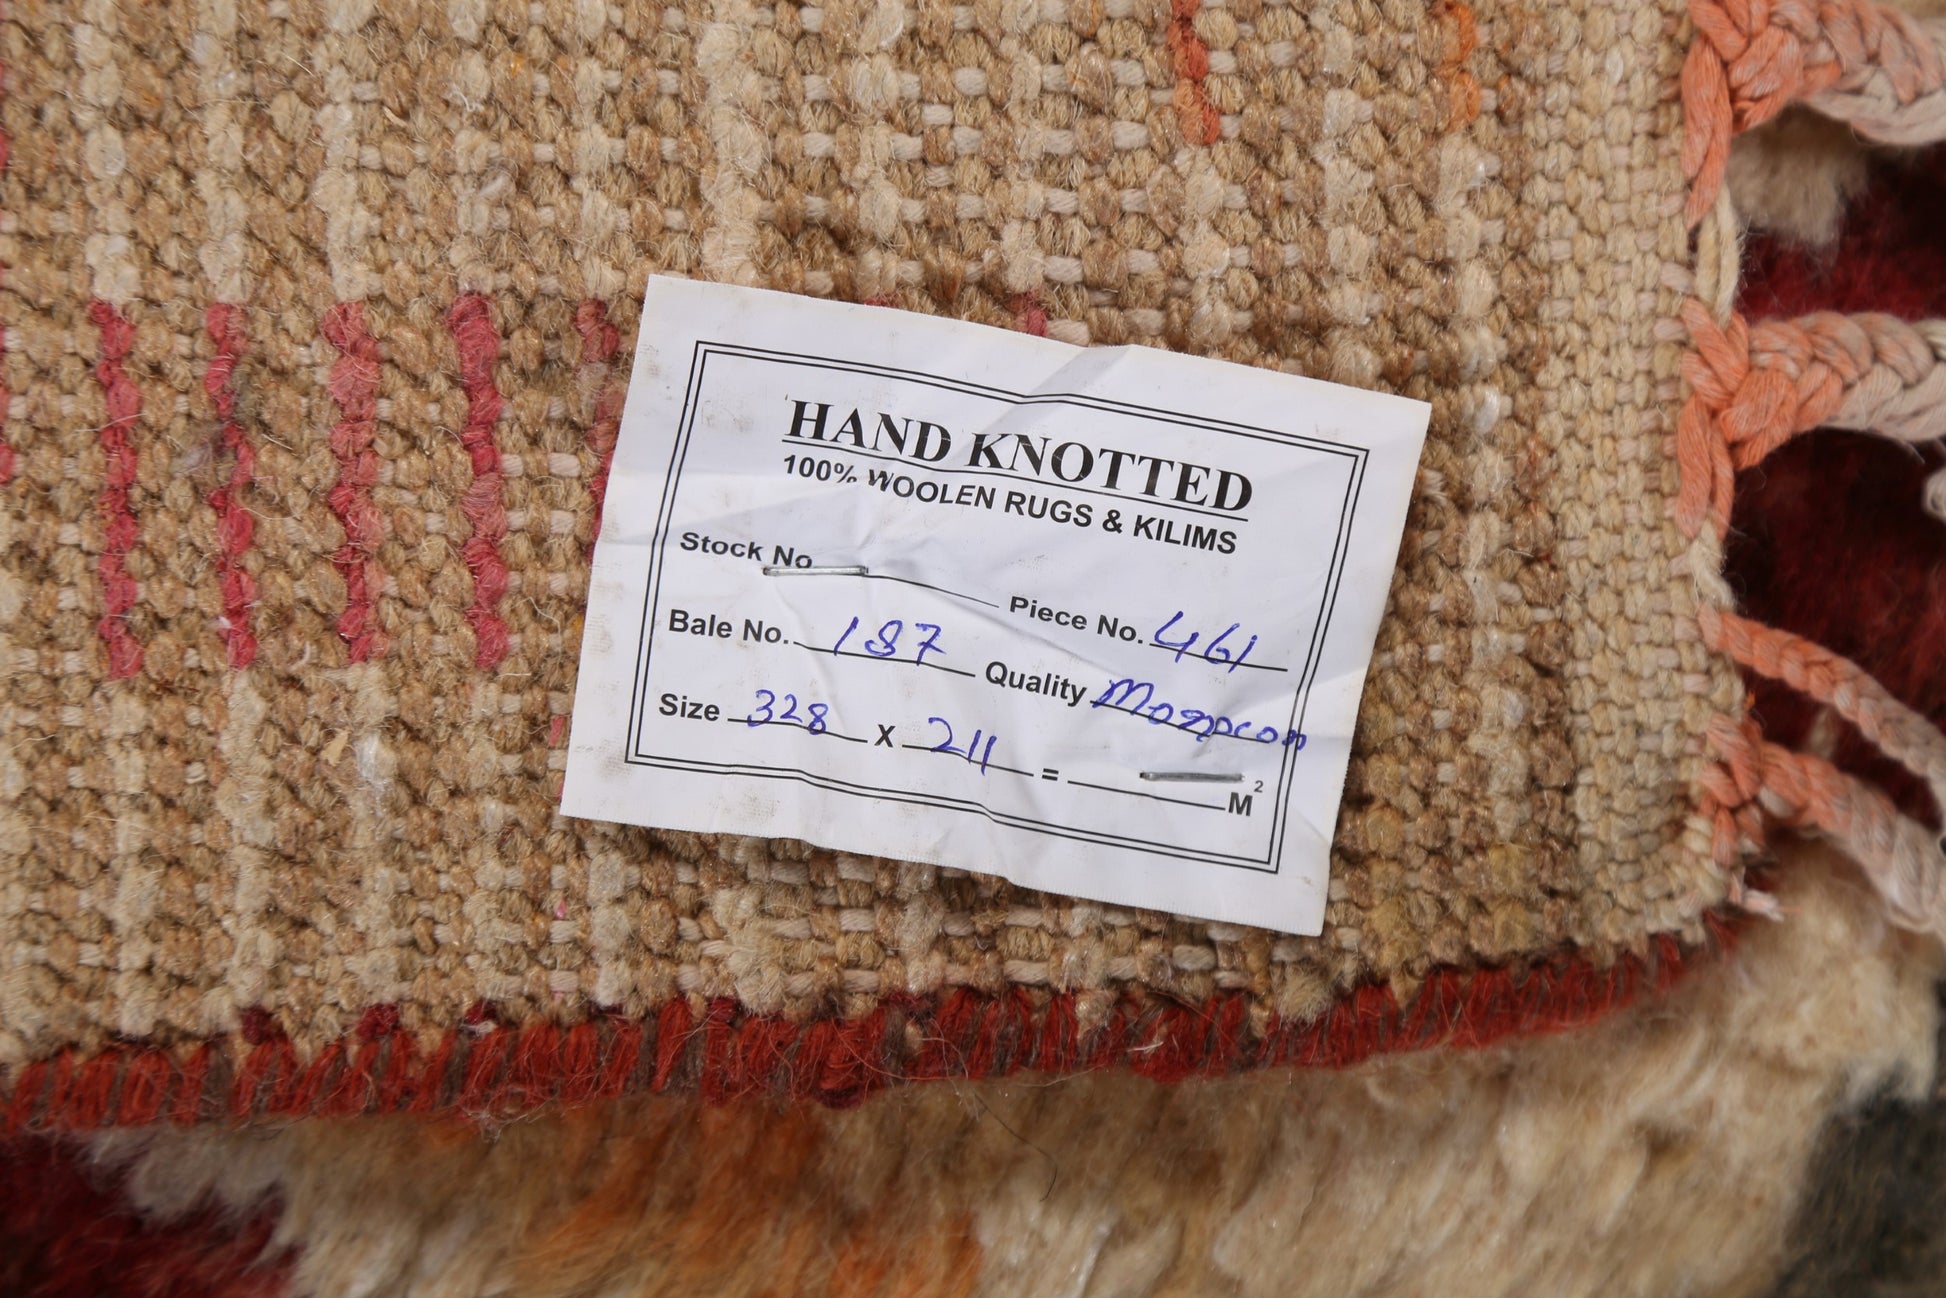 HAND KNOTTED
100% WOOLEN RUGS & KILIMS
Stock No. Piece No. 461
Bale No. 187 Quality
Size 328 x 211 = M²